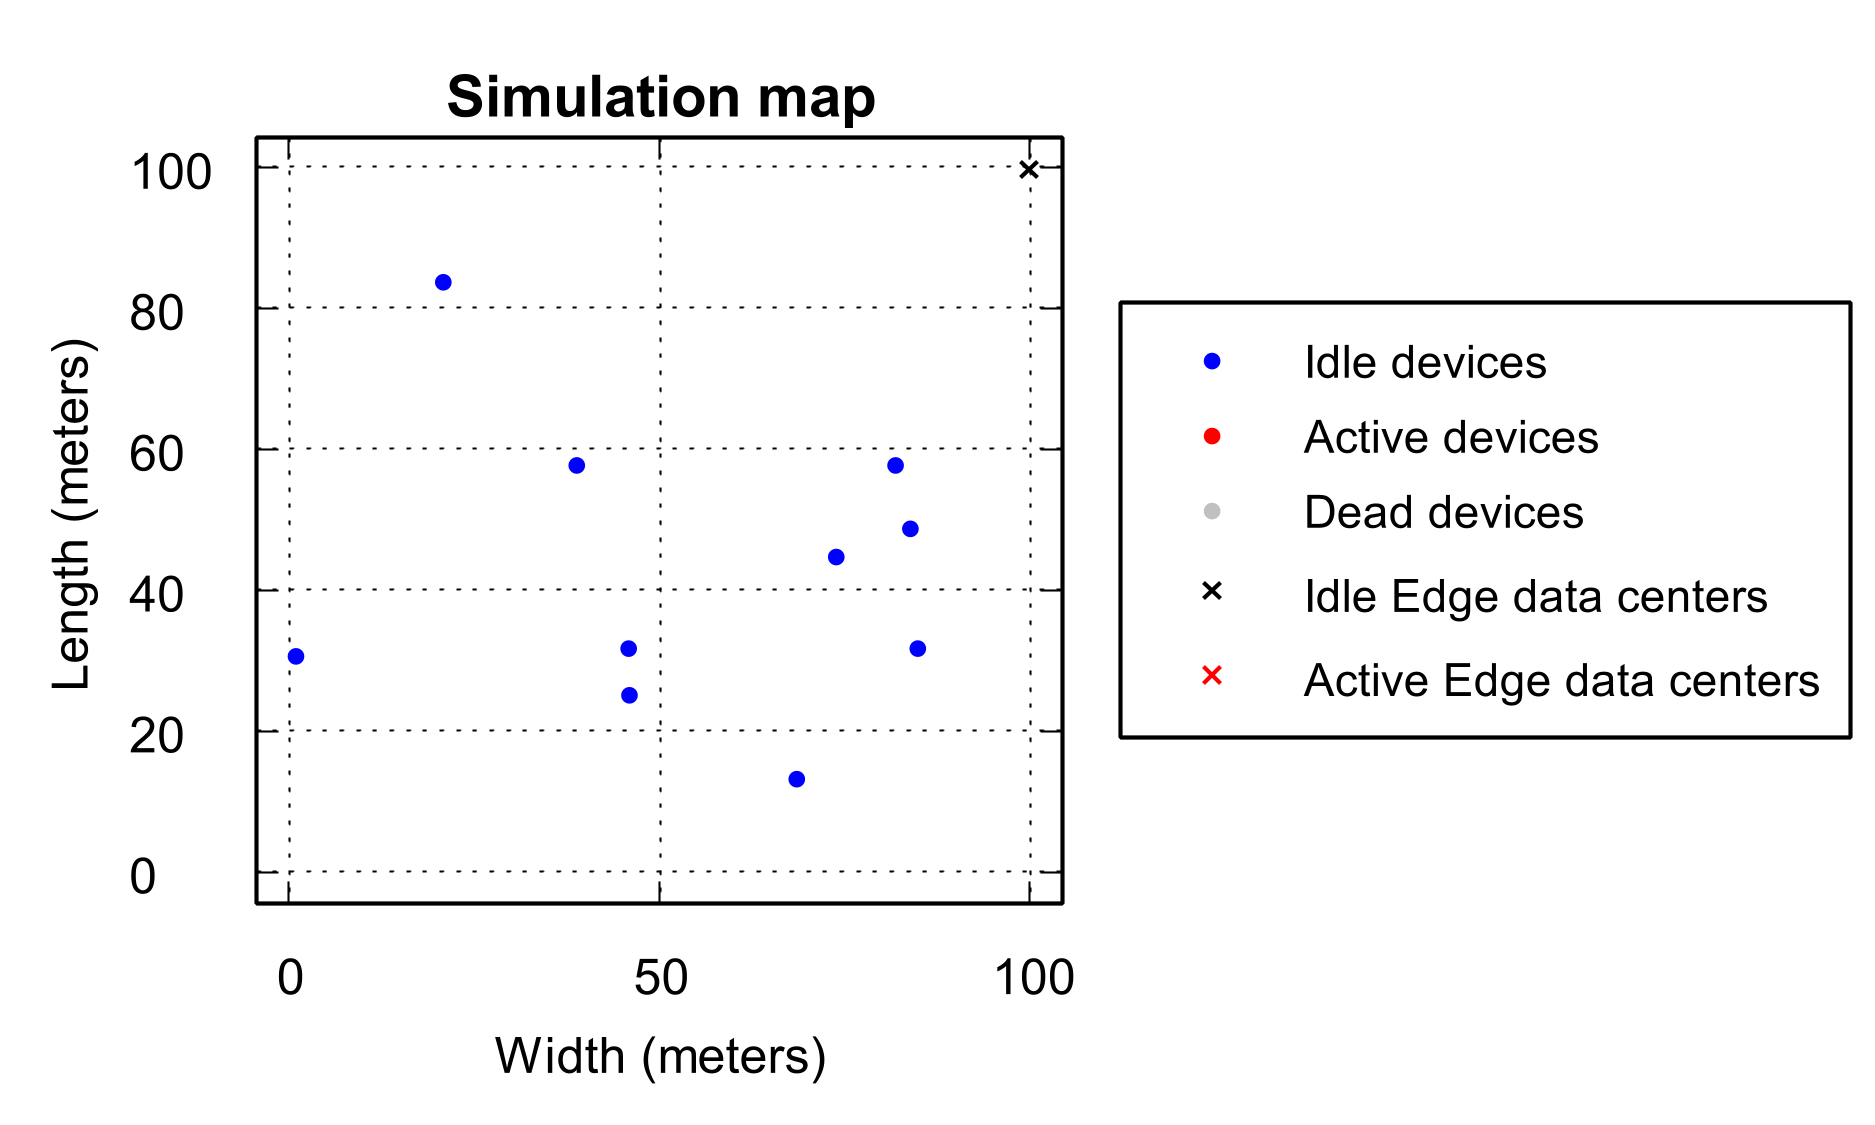 Simulation map
100
80
60
40
20
0
Length (meters)
0 50 100
Width (meters)
Idle devices
Active devices
Dead devices
Idle Edge data centers
Active Edge data centers